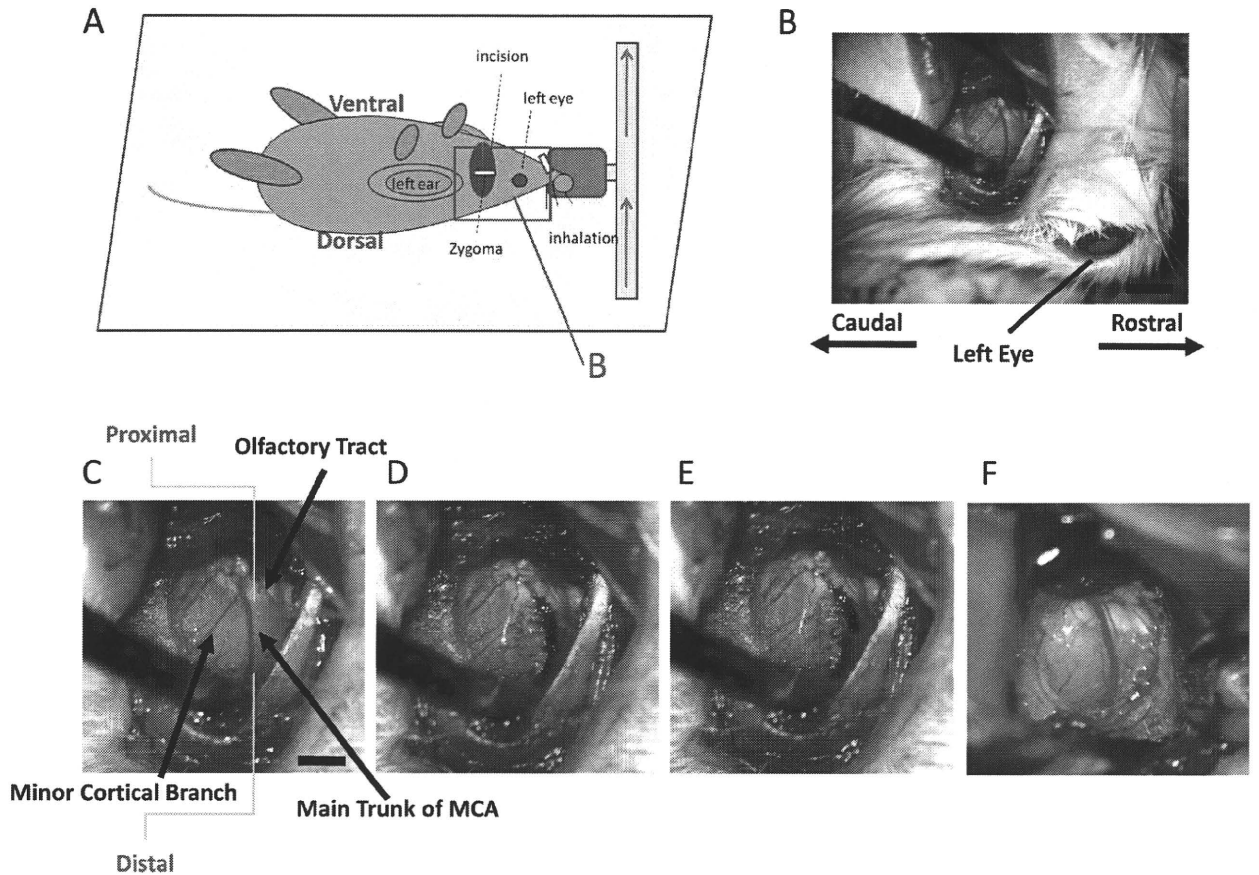 A
incision
left eye
Ventral
left ear
Dorsal
Zygoma
inhalation
B
B
Caudal
Rostral
Left Eye
Proximal
Olfactory Tract
C
D
E
F
Minor Cortical Branch
Main Trunk of MCA
Distal